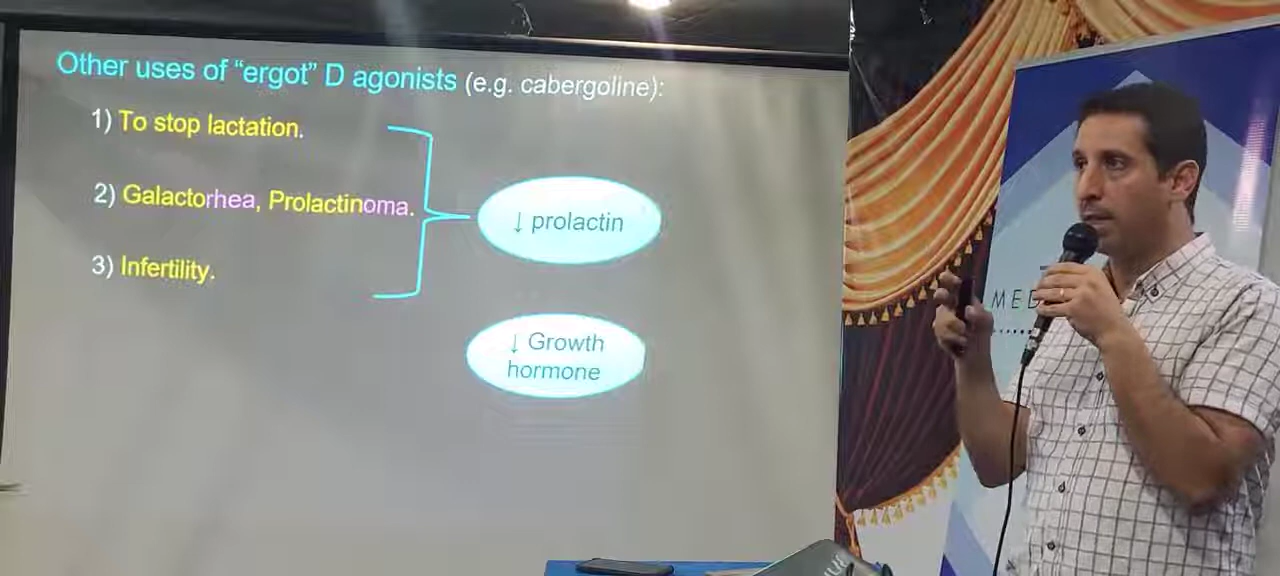 Other uses of “ergot” D agonists (e.g. cabergoline):
1) To stop lactation.
2) Galactorhea, Prolactinoma.
3) Infertility.
↓ prolactin
↓ Growth
hormone
MED